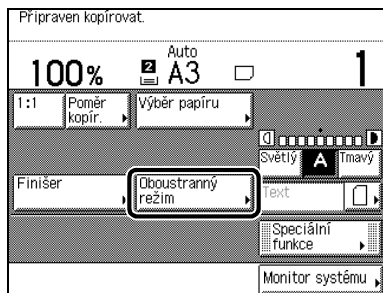 Připraven kopírovat.
Auto
100% 2 A3 1
1:1 Poměr kopír. Výběr papíru
Světlý A Tmavý
Finišer Oboustranný režim Text
Speciální funkce
Monitor systému